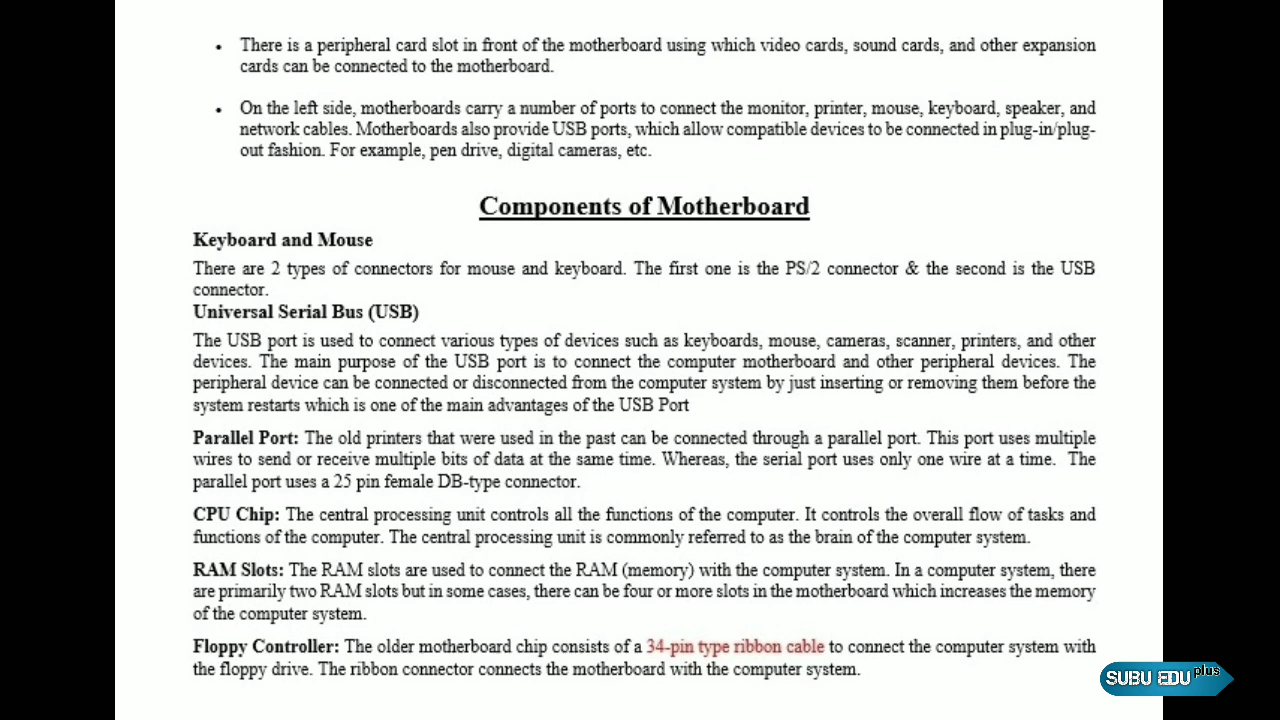 • There is a peripheral card slot in front of the motherboard using which video cards, sound cards, and other expansion
cards can be connected to the motherboard.
• On the left side, motherboards carry a number of ports to connect the monitor, printer, mouse, keyboard, speaker, and
network cables. Motherboards also provide USB ports, which allow compatible devices to be connected in plug-in/plug-
out fashion. For example, pen drive, digital cameras, etc.
Components of Motherboard
Keyboard and Mouse
There are 2 types of connectors for mouse and keyboard. The first one is the PS/2 connector & the second is the USB
connector.
Universal Serial Bus (USB)
The USB port is used to connect various types of devices such as keyboards, mouse, cameras, scanner, printers, and other
devices. The main purpose of the USB port is to connect the computer motherboard and other peripheral devices. The
peripheral device can be connected or disconnected from the computer system by just inserting or removing them before the
system restarts which is one of the main advantages of the USB Port
Parallel Port: The old printers that were used in the past can be connected through a parallel port. This port uses multiple
wires to send or receive multiple bits of data at the same time. Whereas, the serial port uses only one wire at a time. The
parallel port uses a 25 pin female DB-type connector.
CPU Chip: The central processing unit controls all the functions of the computer. It controls the overall flow of tasks and
functions of the computer. The central processing unit is commonly referred to as the brain of the computer system.
RAM Slots: The RAM slots are used to connect the RAM (memory) with the computer system. In a computer system, there
are primarily two RAM slots but in some cases, there can be four or more slots in the motherboard which increases the memory
of the computer system.
Floppy Controller: The older motherboard chip consists of a 34-pin type ribbon cable to connect the computer system with
the floppy drive. The ribbon connector connects the motherboard with the computer system.
SUBU EDU plus